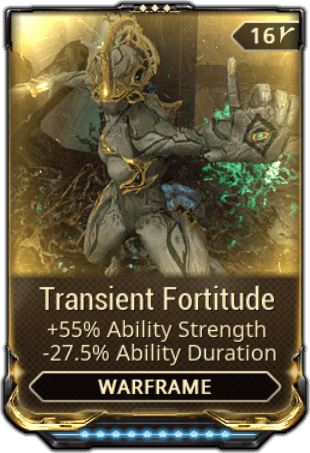 16
Transient Fortitude
+55% Ability Strength
-27.5% Ability Duration
WARFRAME